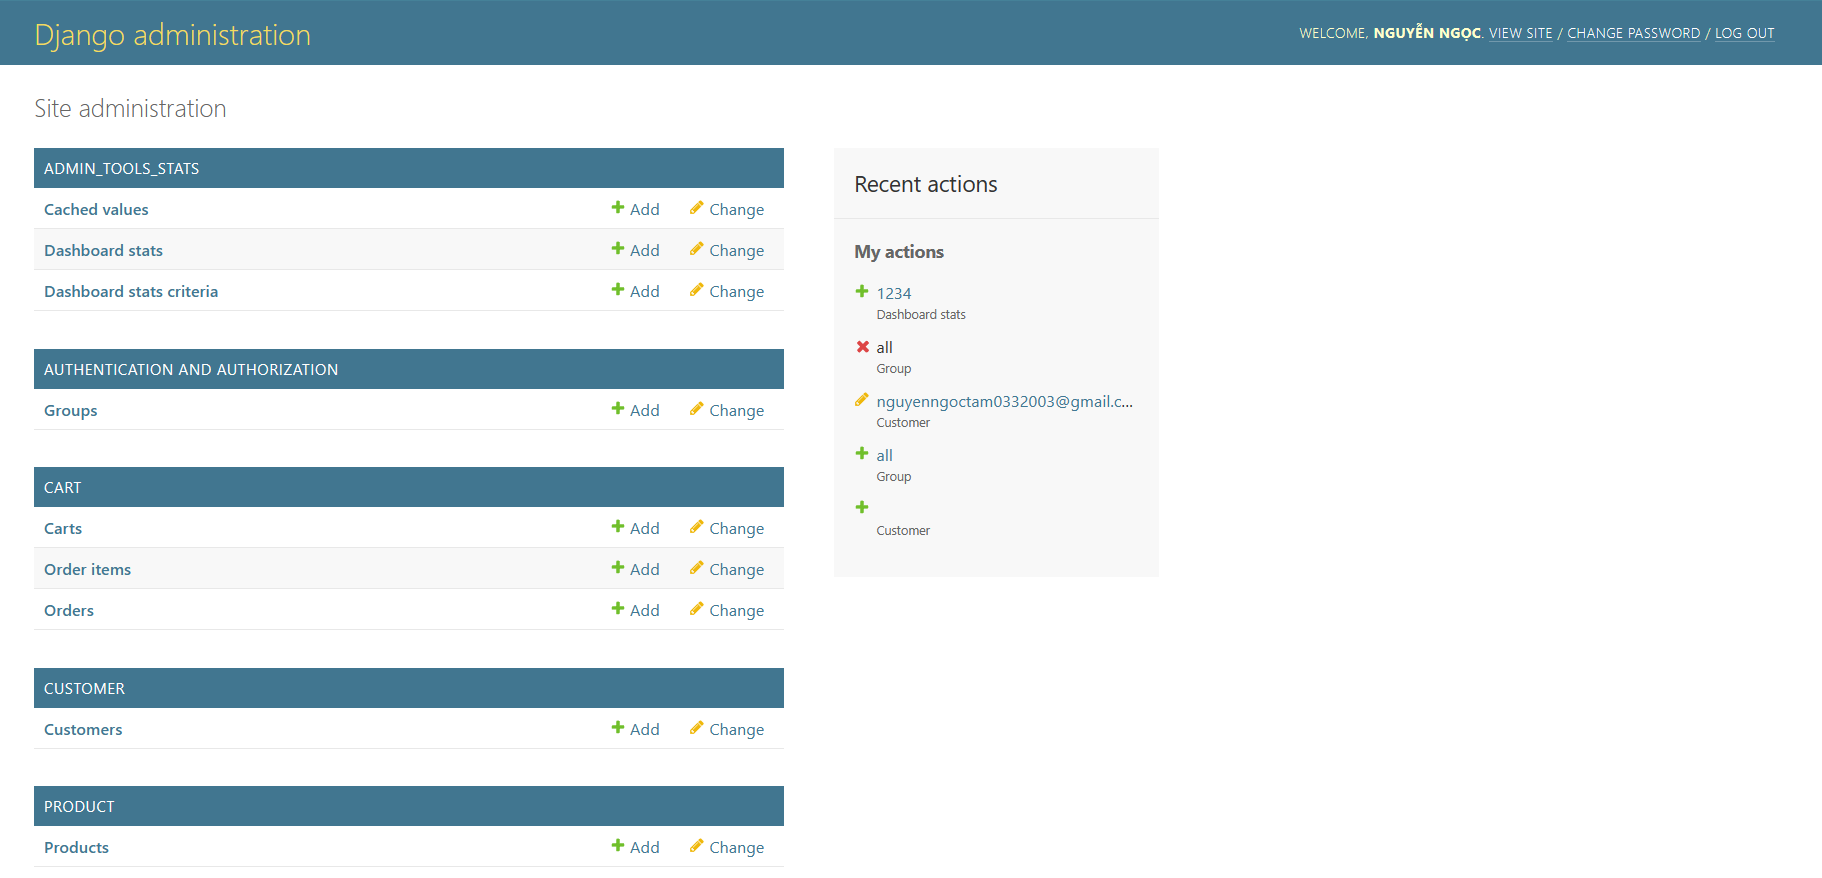 Django administration
WELCOME, NGUYỄN NGỌC. VIEW SITE / CHANGE PASSWORD / LOG OUT
Site administration
ADMIN_TOOLS_STATS
Cached values Add Change
Dashboard stats Add Change
Dashboard stats criteria Add Change
AUTHENTICATION AND AUTHORIZATION
Groups Add Change
CART
Carts Add Change
Order items Add Change
Orders Add Change
CUSTOMER
Customers Add Change
PRODUCT
Products Add Change
Recent actions
My actions
1234
Dashboard stats
all
Group
nguyenngoctam0332003@gmail.c...
Customer
all
Group
Customer